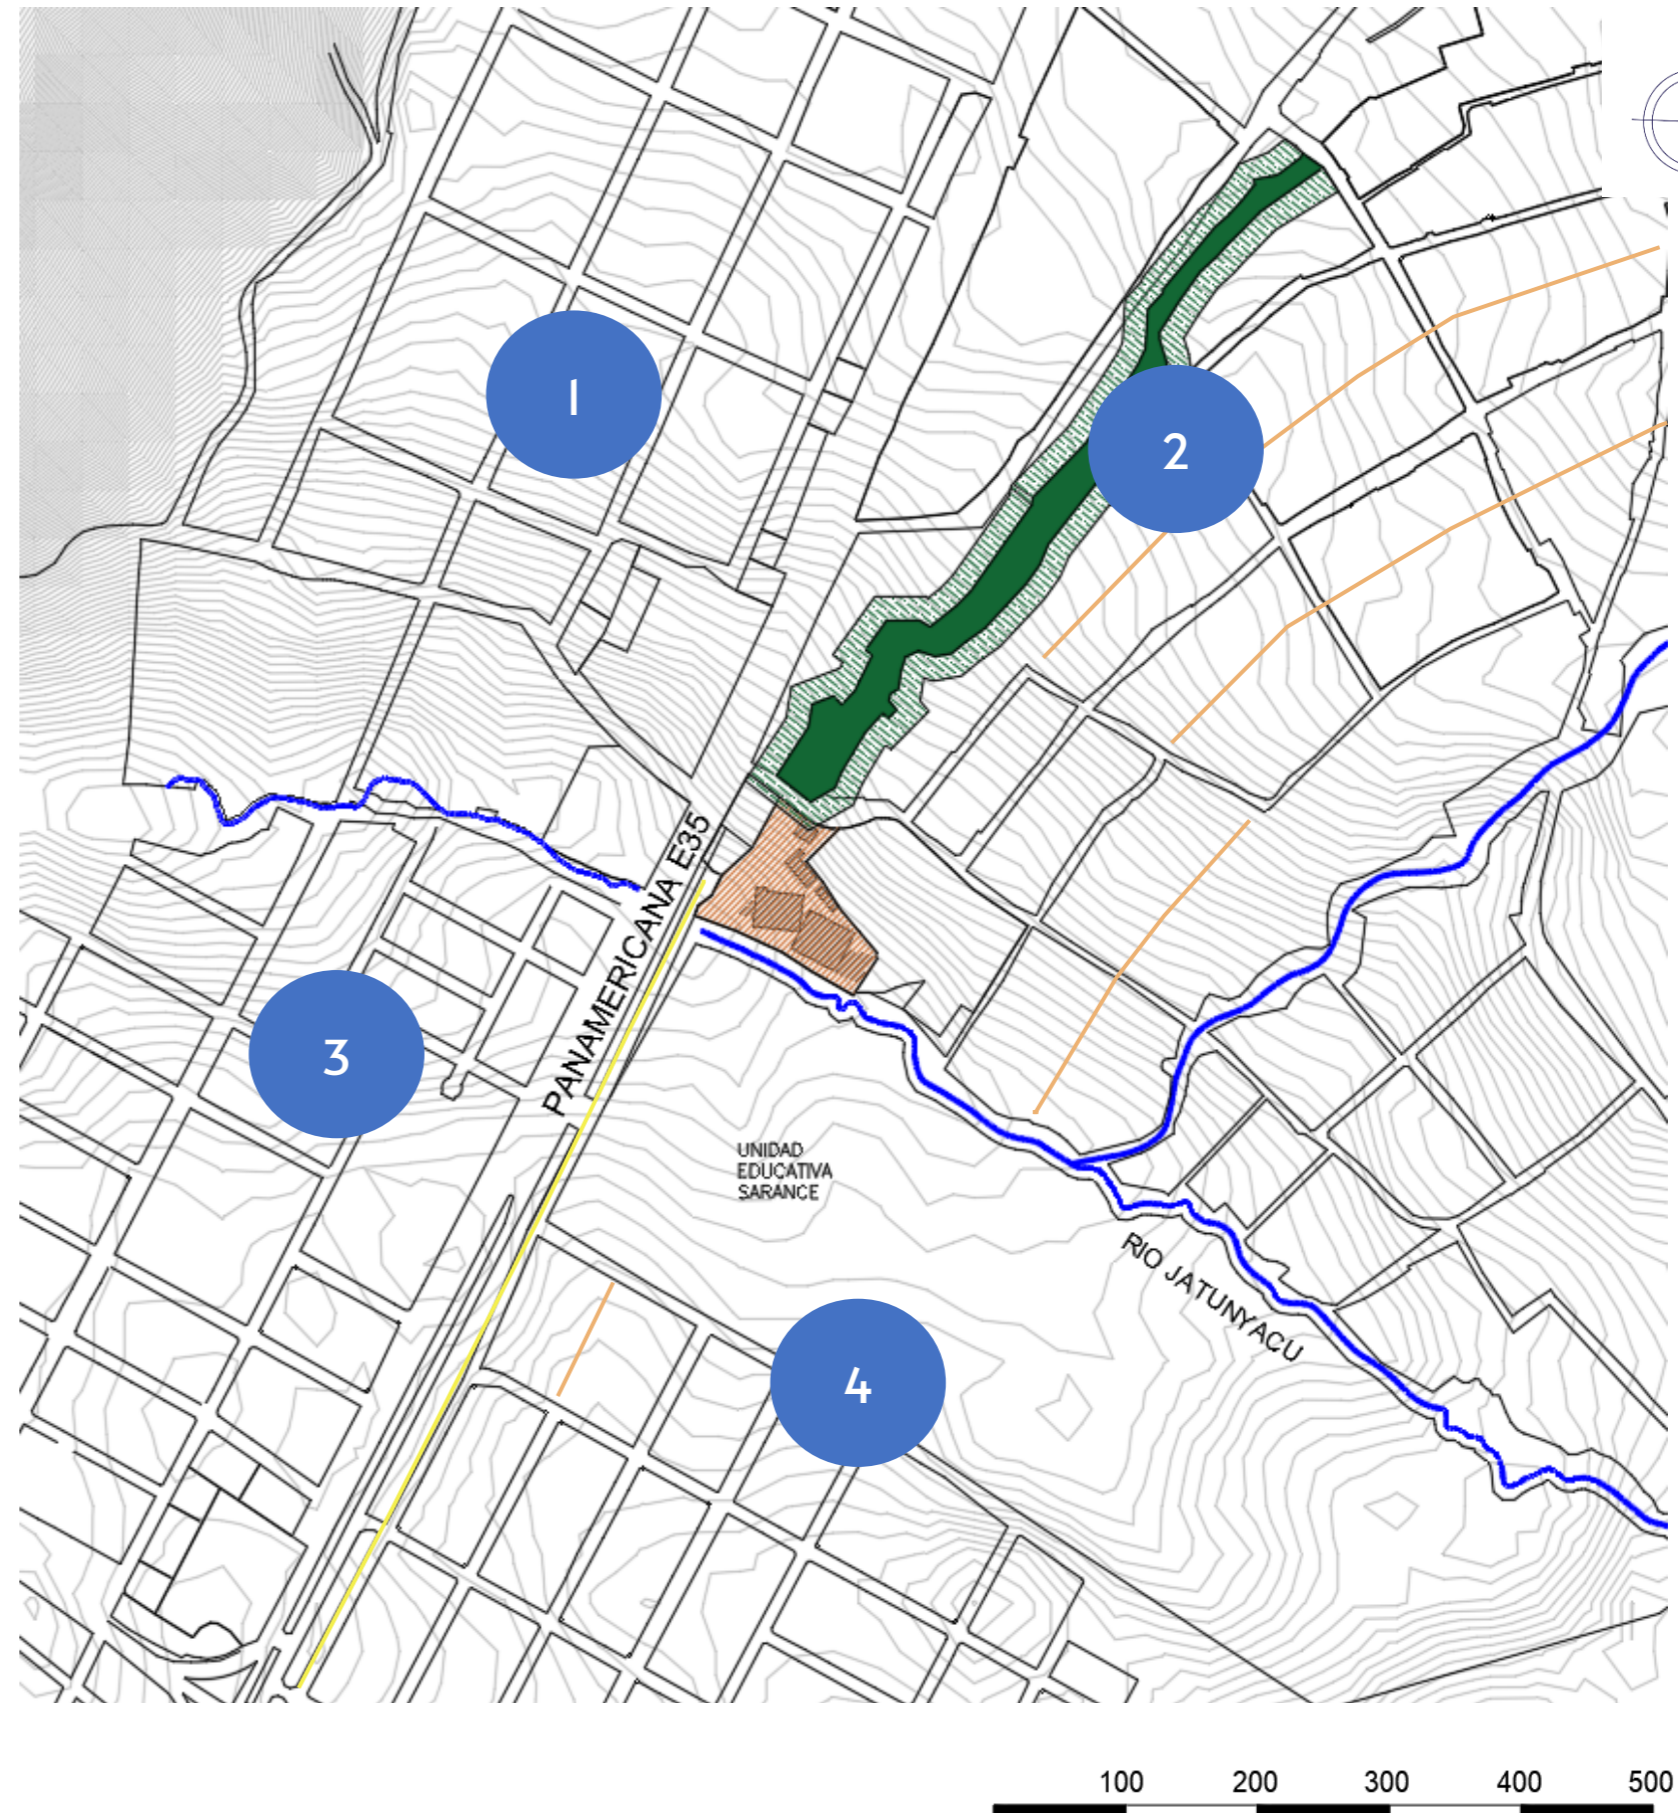 1
2
PANAMERICANA E35
3
UNIDAD
EDUCATIVA
SARANCE
RIO JATUNYACU
4
100 200 300 400 500